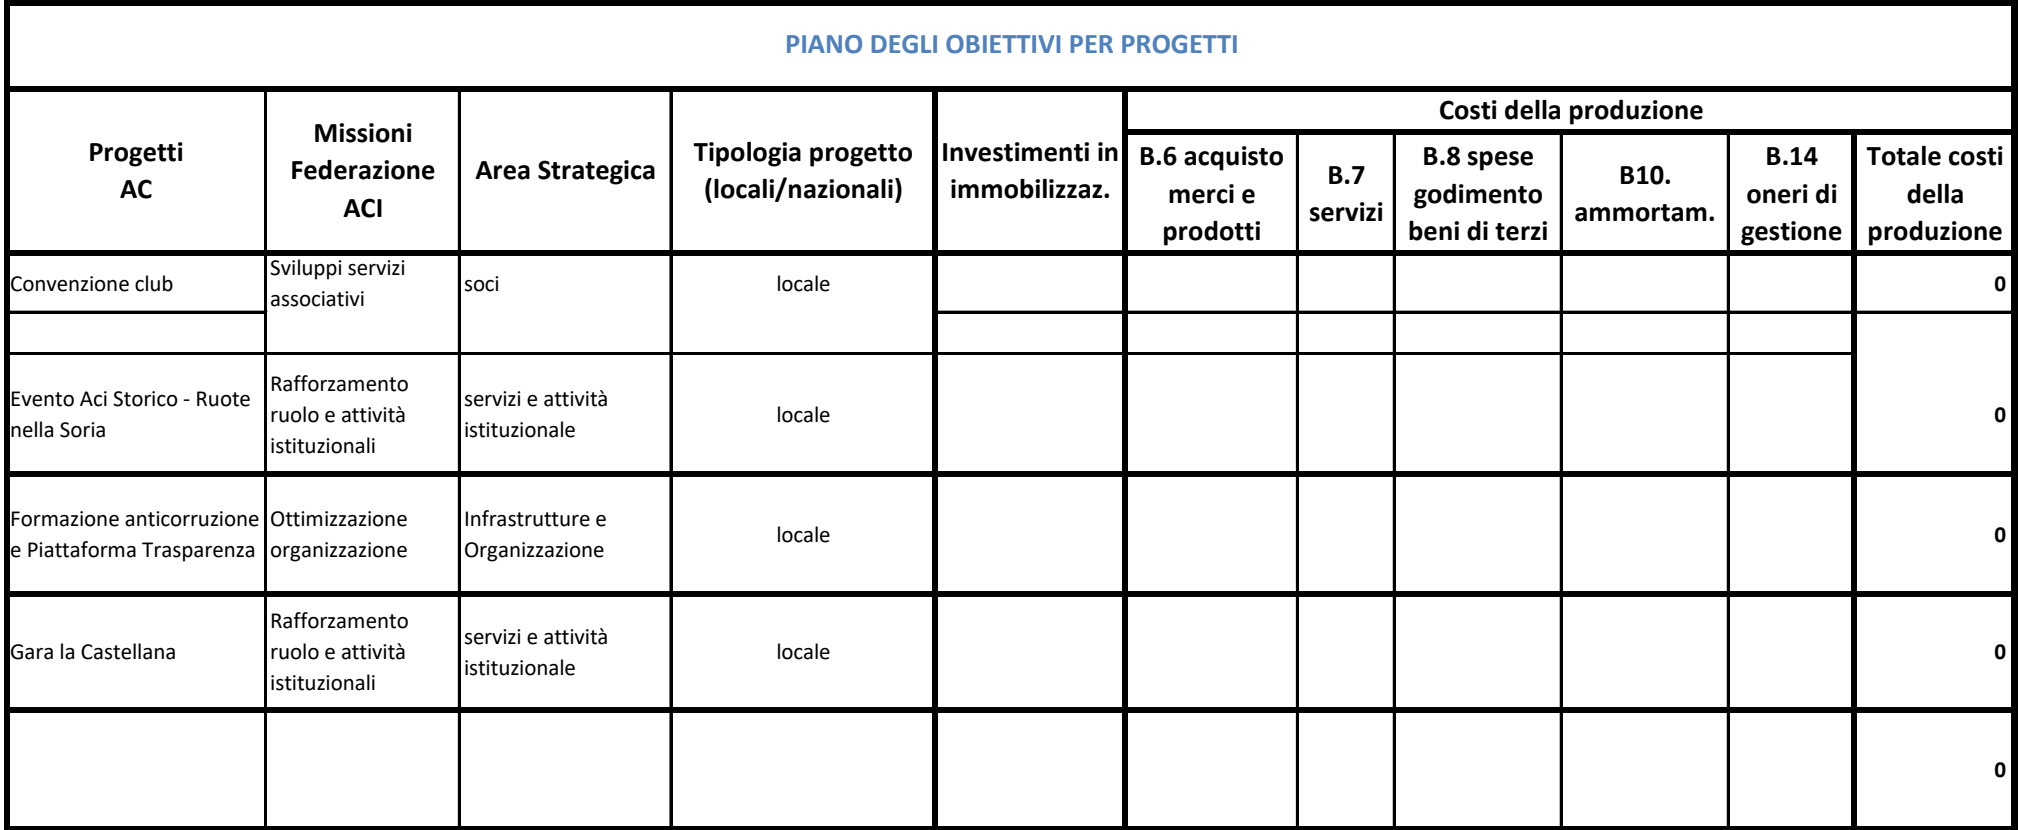 PIANO DEGLI OBIETTIVI PER PROGETTI
Progetti
AC
Missioni
Federazione
ACI
Area Strategica
Tipologia progetto
(locali/nazionali)
Investimenti in
immobilizzaz.
Costi della produzione
B.6 acquisto
merci e
prodotti
B.7
servizi
B.8 spese
godimento
beni di terzi
B10.
ammortam.
B.14
oneri di
gestione
Totale costi
della
produzione
Convenzione club
Sviluppi servizi
associativi
soci
locale
0
Evento Aci Storico - Ruote
nella Soria
Rafforzamento
ruolo e attività
istituzionali
servizi e attività
istituzionale
locale
0
Formazione anticorruzione
e Piattaforma Trasparenza
Ottimizzazione
organizzazione
Infrastrutture e
Organizzazione
locale
0
Gara la Castellana
Rafforzamento
ruolo e attività
istituzionali
servizi e attività
istituzionale
locale
0
0